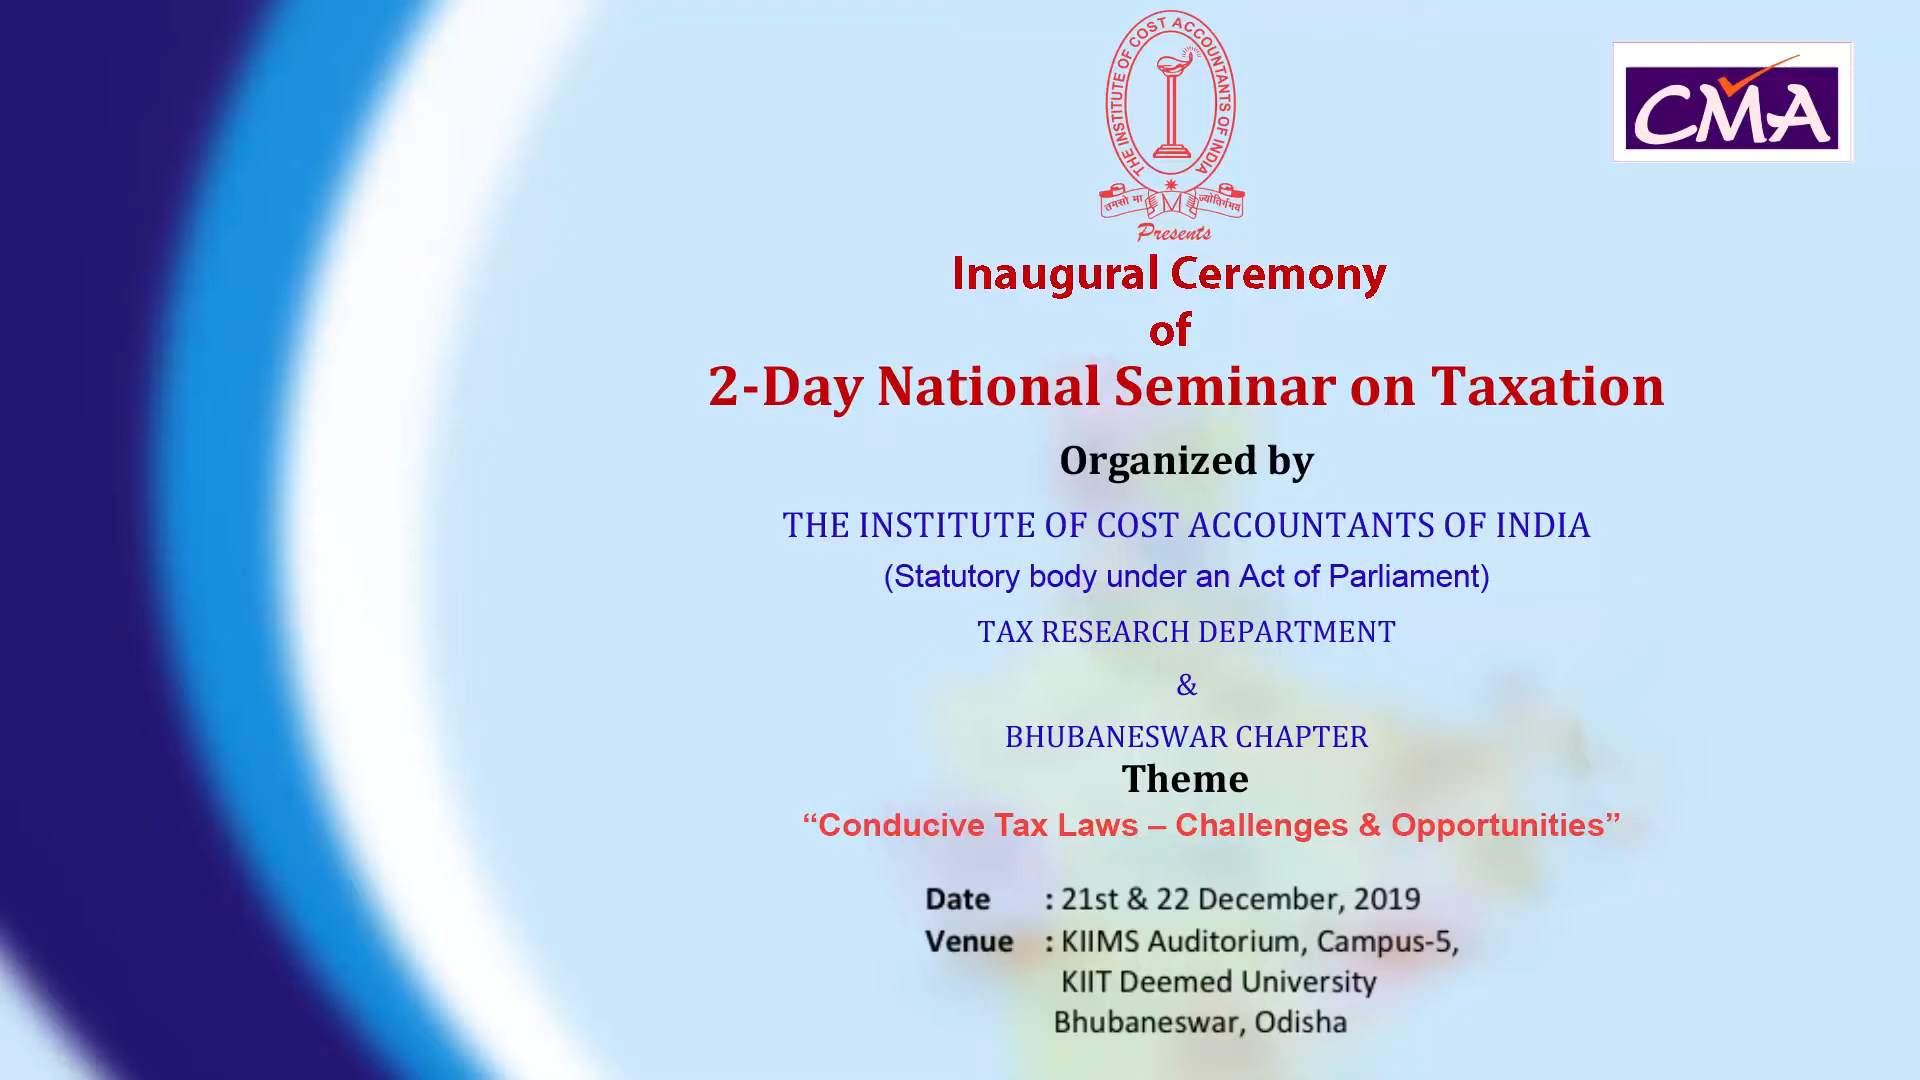 THE INSTITUTE OF COST ACCOUNTANTS OF INDIA
तमसो मा ज्योतिर्गमय
Presents
CMA
Inaugural Ceremony
of
2-Day National Seminar on Taxation
Organized by
THE INSTITUTE OF COST ACCOUNTANTS OF INDIA
(Statutory body under an Act of Parliament)
TAX RESEARCH DEPARTMENT
&
BHUBANESWAR CHAPTER
Theme
“Conducive Tax Laws – Challenges & Opportunities”
Date : 21st & 22 December, 2019
Venue : KIIMS Auditorium, Campus-5,
KIIT Deemed University
Bhubaneswar, Odisha